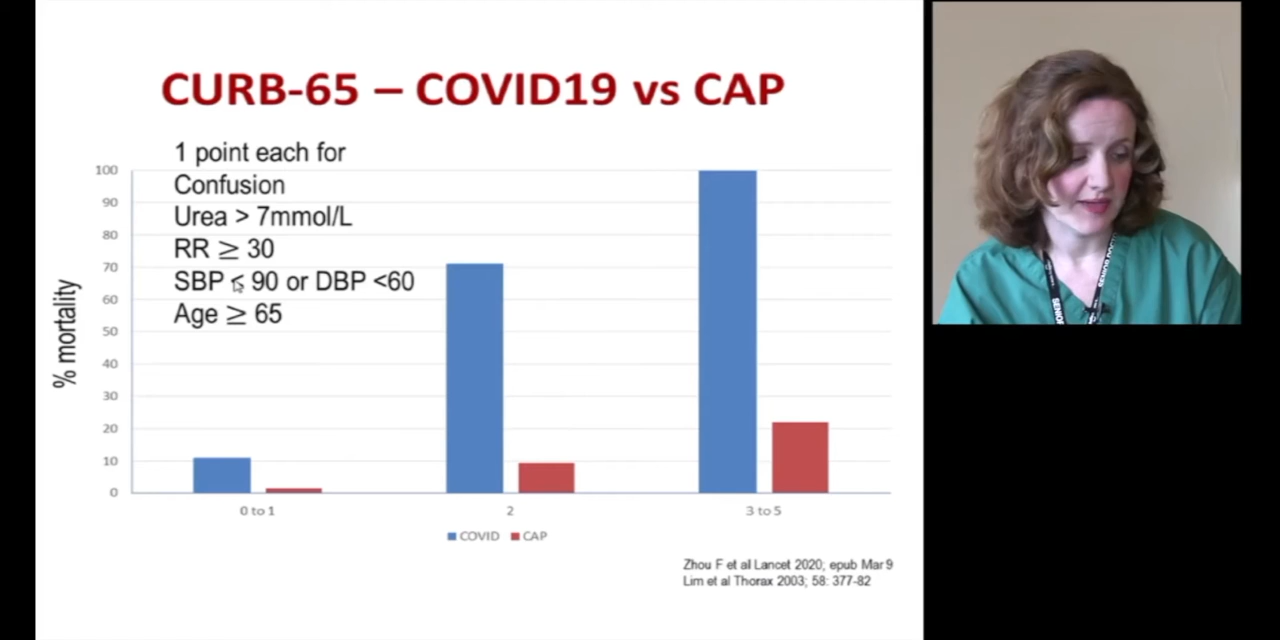 CURB-65 – COVID19 vs CAP
1 point each for
Confusion
Urea > 7mmol/L
RR ≥ 30
SBP ≤ 90 or DBP <60
Age ≥ 65
% mortality
100
90
80
70
60
50
40
30
20
10
0
0 to 1
2
3 to 5
COVID
CAP
Zhou F et al Lancet 2020; epub Mar 9
Lim et al Thorax 2003; 58: 377-82